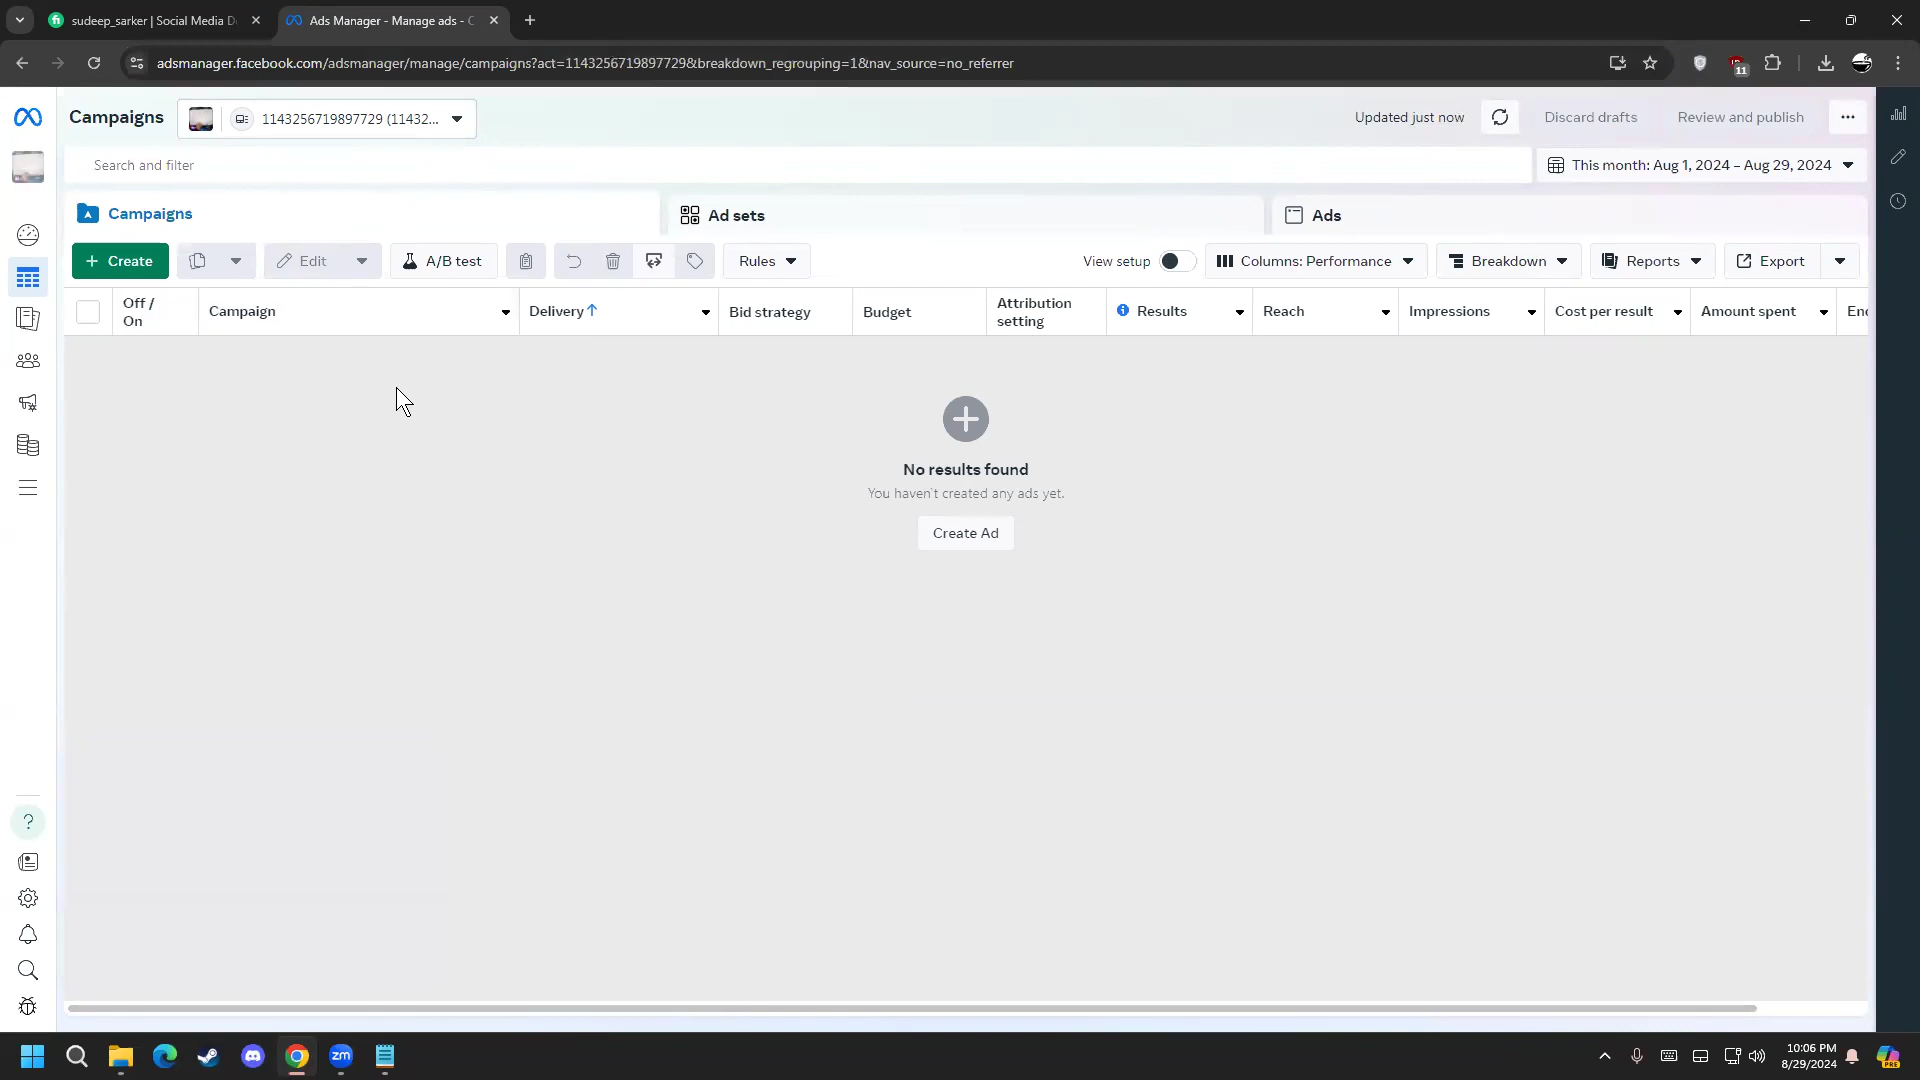 sudeep_sarker | Social Media D
Ads Manager - Manage ads - C
adsmanager.facebook.com/adsmanager/manage/campaigns?act=1143256719897729&breakdown_regrouping=1&nav_source=no_referrer
11
Campaigns
1143256719897729 (11432...
Updated just now
Discard drafts
Review and publish
Search and filter
This month: Aug 1, 2024 – Aug 29, 2024
Campaigns
Ad sets
Ads
+ Create
Edit
A/B test
Rules
View setup
Columns: Performance
Breakdown
Reports
Export
Off /
On
Campaign
Delivery↑
Bid strategy
Budget
Attribution
setting
Results
Reach
Impressions
Cost per result
Amount spent
End
No results found
You haven't created any ads yet.
Create Ad
?
zm
10:06 PM
8/29/2024
PRE